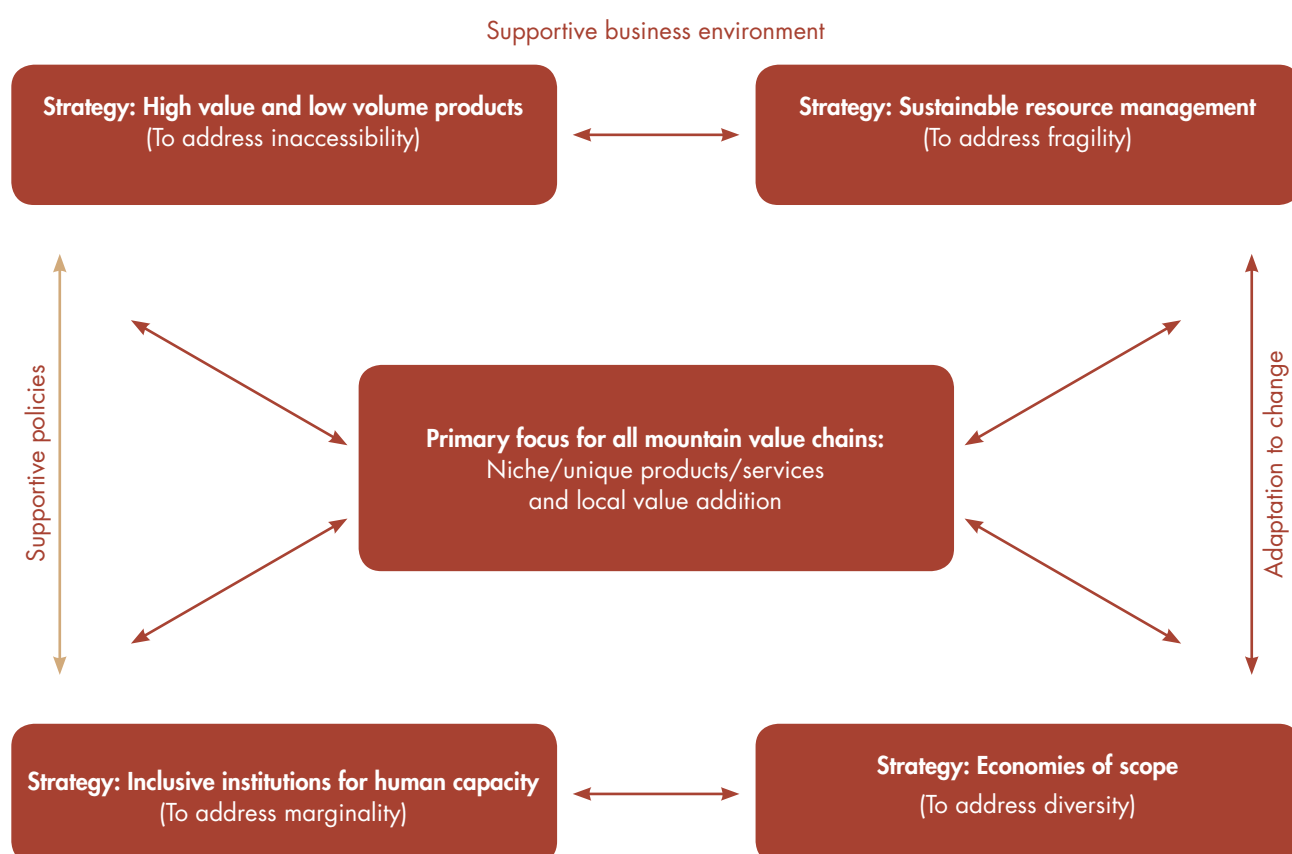 Supportive business environment
Strategy: High value and low volume products
(To address inaccessibility)
Strategy: Sustainable resource management
(To address fragility)
Supportive policies
Primary focus for all mountain value chains:
Niche/unique products/services
and local value addition
Adaptation to change
Strategy: Inclusive institutions for human capacity
(To address marginality)
Strategy: Economies of scope
(To address diversity)